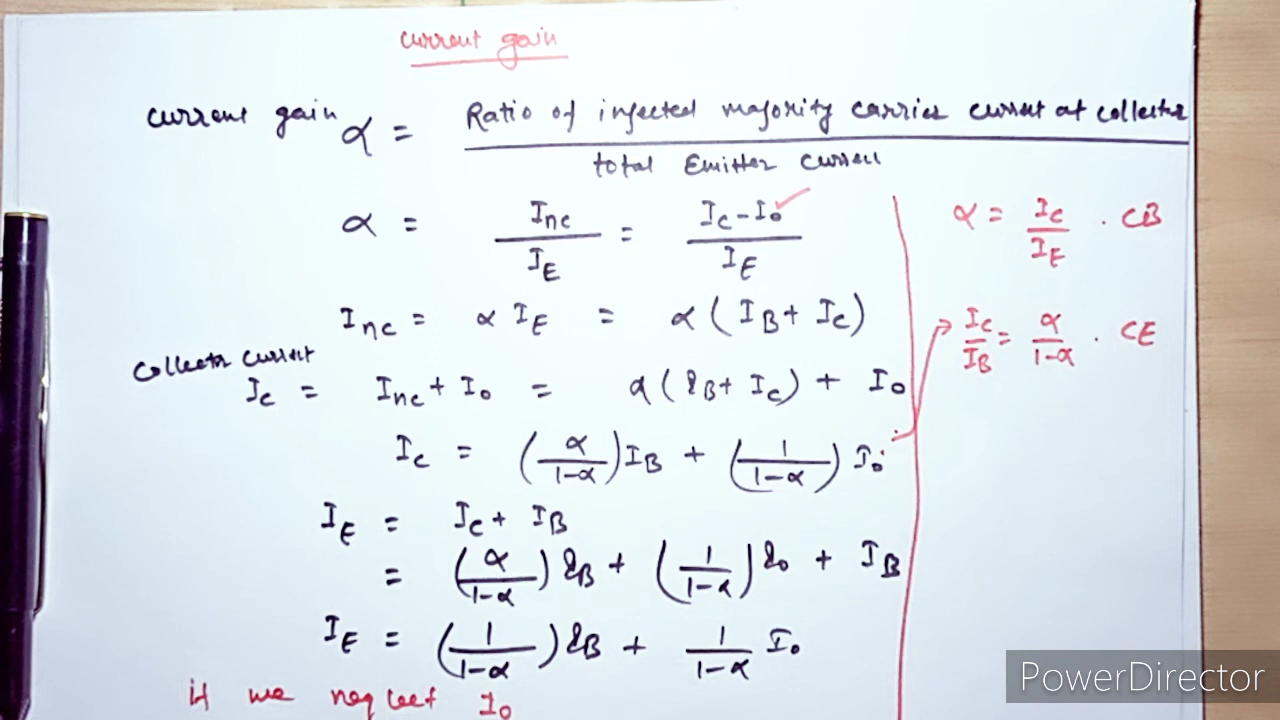 current gain
current gain α = Ratio of injected majority carrier current at collector / total Emitter current
α = Inc / IE = Ic - Io / IE
Inc = α IE = α ( IB + Ic )
Collector current
Ic = Inc + Io = α ( IB + Ic ) + Io
Ic = ( α / 1-α ) IB + ( 1 / 1-α ) Io
IE = Ic + IB
= ( α / 1-α ) IB + ( 1 / 1-α ) Io + IB
IE = ( 1 / 1-α ) IB + 1 / 1-α Io
if we neglect Io
α = Ic / IE . CB
Ic / IB = α / 1-α . CE
PowerDirector